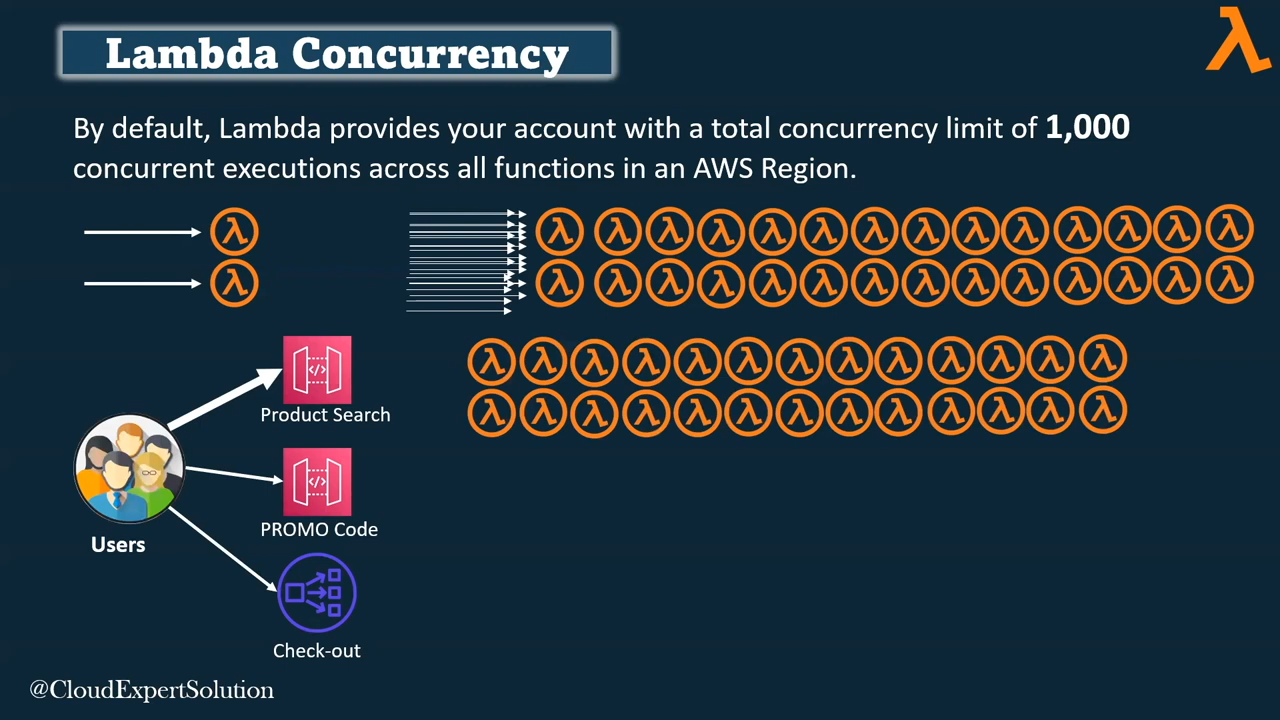 Lambda Concurrency
By default, Lambda provides your account with a total concurrency limit of 1,000
concurrent executions across all functions in an AWS Region.
Product Search
PROMO Code
Users
Check-out
@CloudExpertSolution